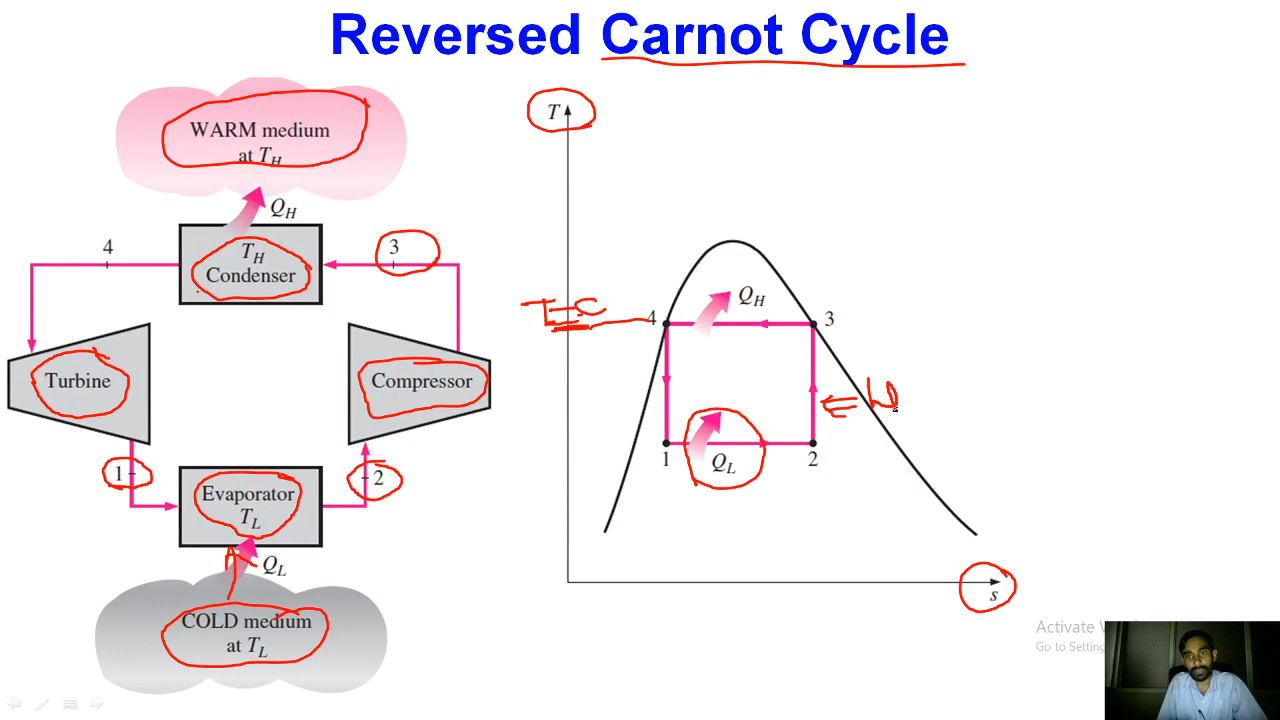 Reversed Carnot Cycle
WARM medium
at T_H
Q_H
4
3
T_H
Condenser
Turbine
Compressor
1
2
Evaporator
T_L
Q_L
COLD medium
at T_L
T
T=C
4
Q_H
3
1
Q_L
2
s
Activate
Go to Setting